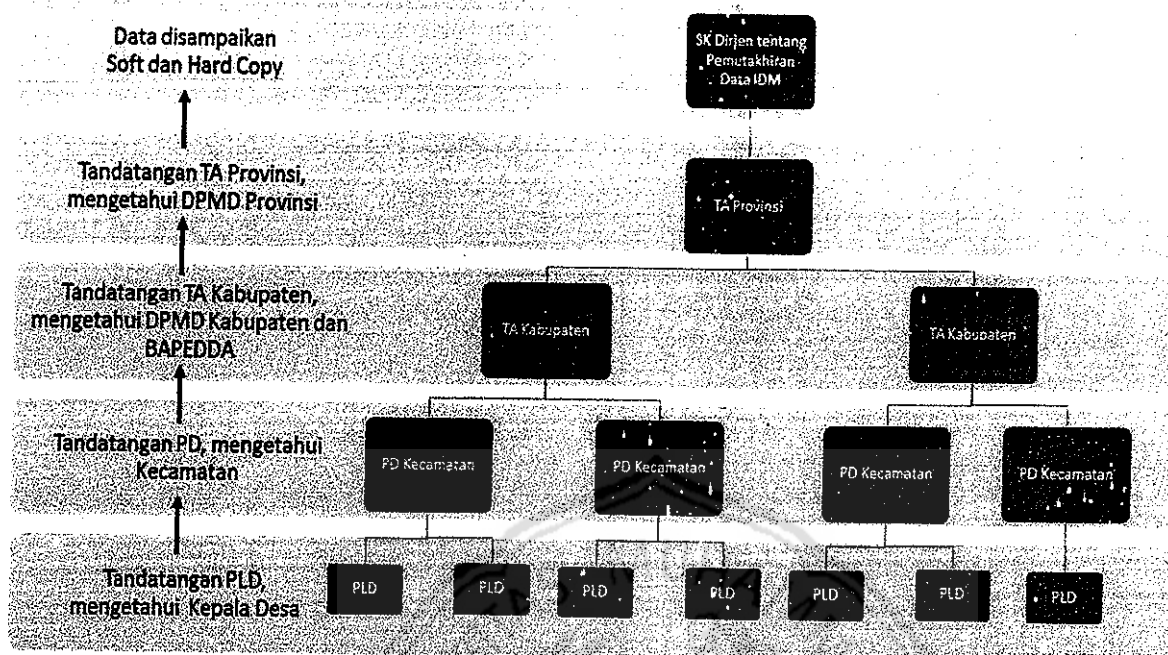 Data disampaikan
Soft dan Hard Copy
SK Dirjen tentang
Pemutakhiran
Data IDM
Tandatangan TA Provinsi,
mengetahui DPMD Provinsi
TA Provinsi
Tandatangan TA Kabupaten,
mengetahui DPMD Kabupaten dan
BAPEDDA
TA Kabupaten
TA Kabupaten
Tandatangan PD, mengetahui
Kecamatan
PD Kecamatan
PD Kecamatan
PD Kecamatan
PD Kecamatan
Tandatangan PLD,
mengetahui Kepala Desa
PLD
PLD
PLD
PLD
PLD
PLD
PLD